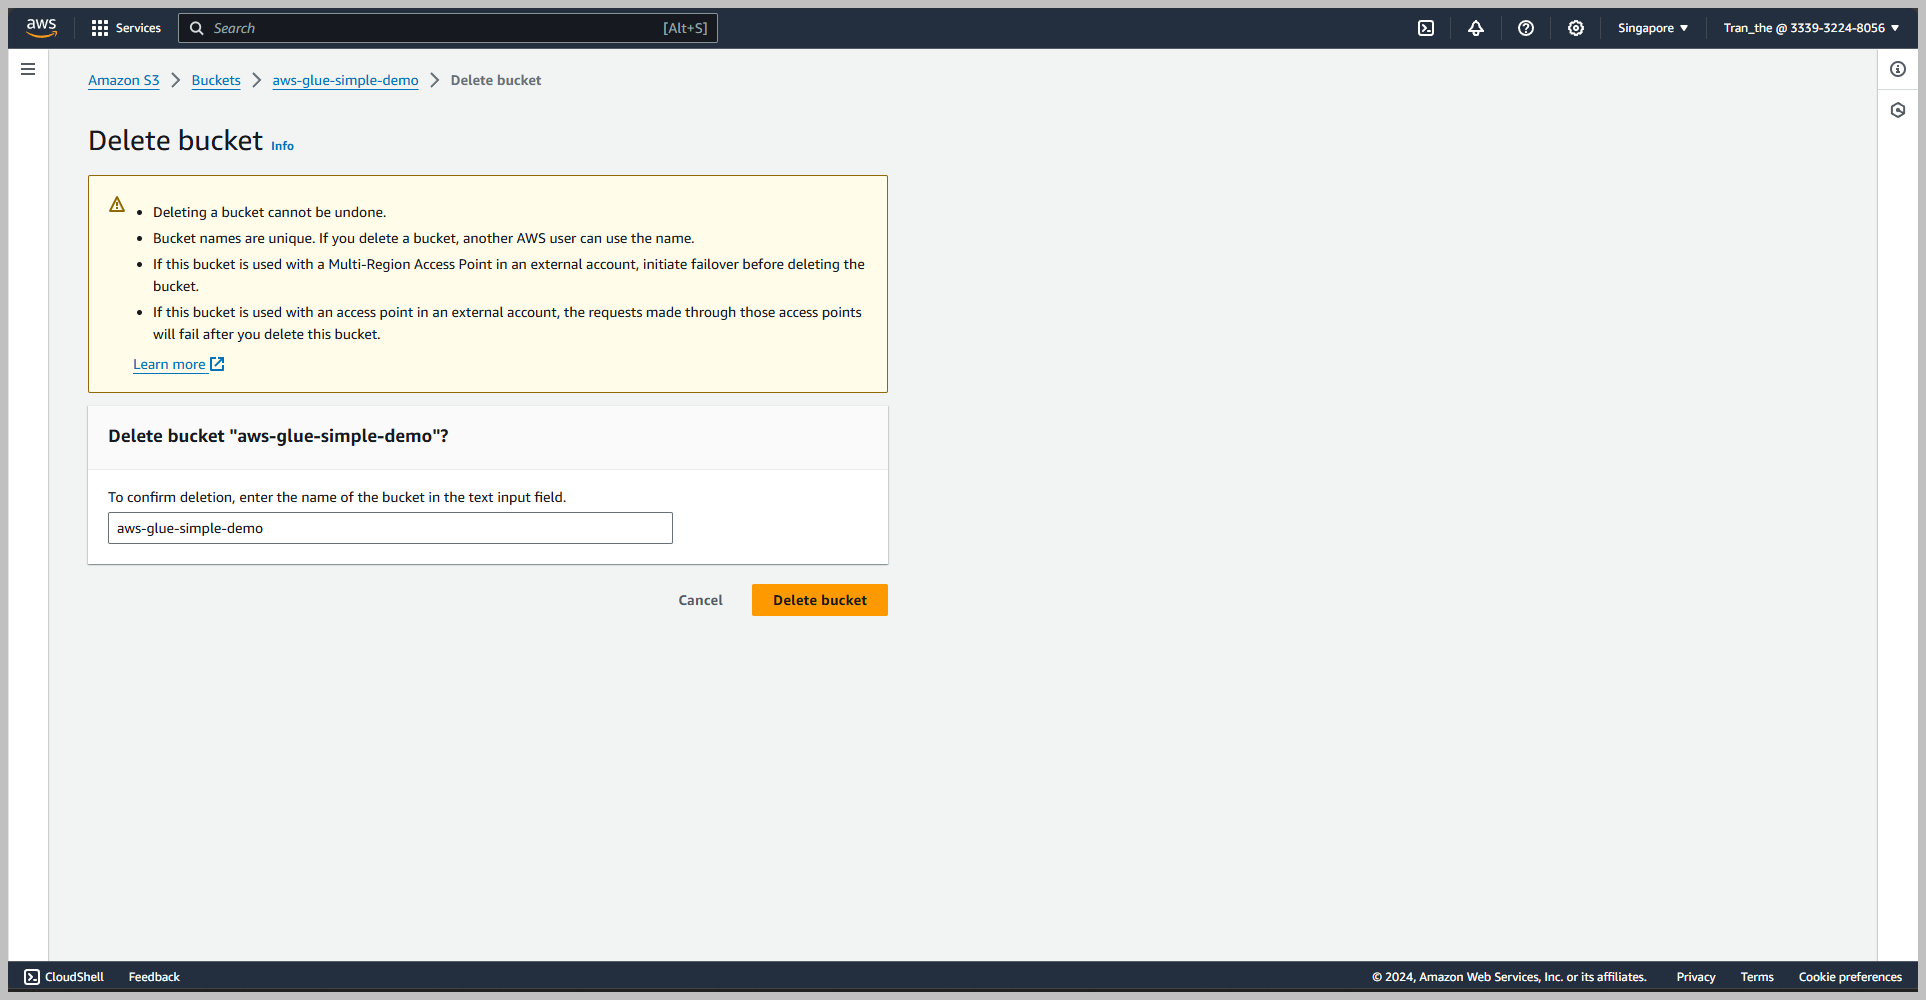 aws
Services
Search
[Alt+S]
Singapore
Tran_the @ 3339-3224-8056
Amazon S3
Buckets
aws-glue-simple-demo
Delete bucket
Delete bucket Info
Deleting a bucket cannot be undone.
Bucket names are unique. If you delete a bucket, another AWS user can use the name.
If this bucket is used with a Multi-Region Access Point in an external account, initiate failover before deleting the
bucket.
If this bucket is used with an access point in an external account, the requests made through those access points
will fail after you delete this bucket.
Learn more
Delete bucket "aws-glue-simple-demo"?
To confirm deletion, enter the name of the bucket in the text input field.
aws-glue-simple-demo
Cancel
Delete bucket
CloudShell
Feedback
© 2024, Amazon Web Services, Inc. or its affiliates.
Privacy
Terms
Cookie preferences